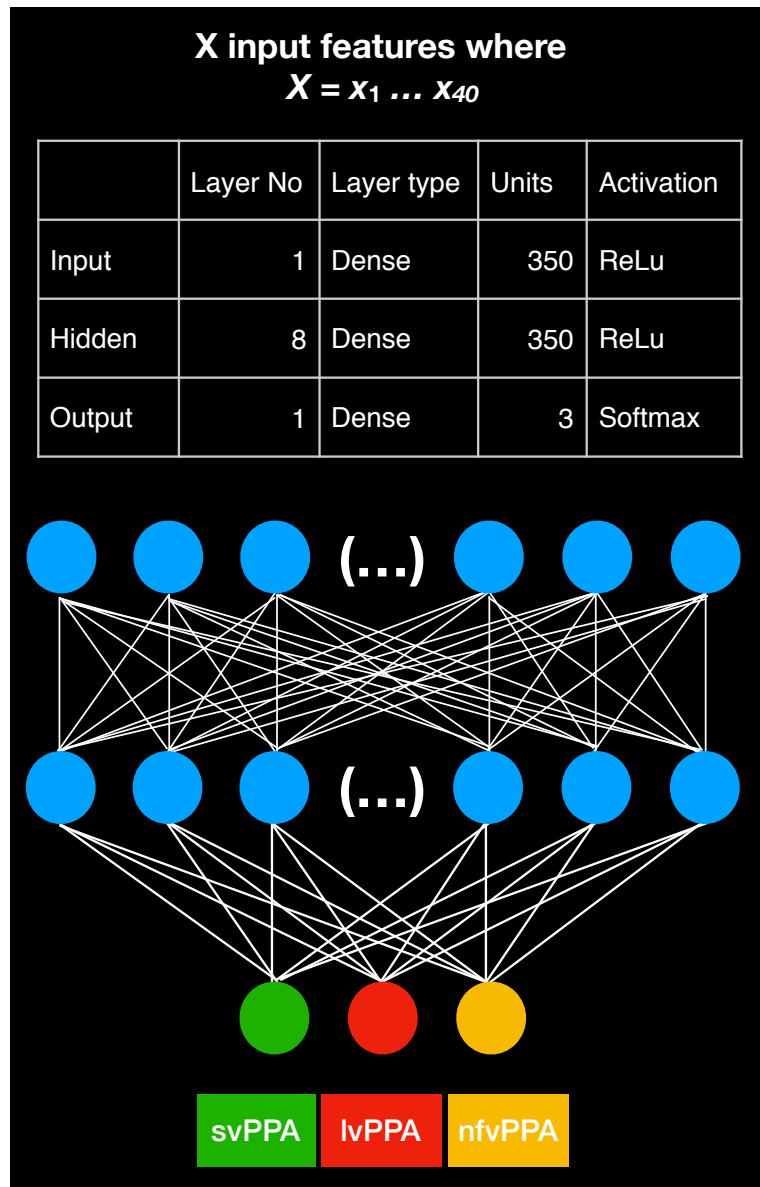 X input features where
X = x1 ... x40
Layer No Layer type Units Activation
Input 1 Dense 350 ReLu
Hidden 8 Dense 350 ReLu
Output 1 Dense 3 Softmax
(...)
(...)
svPPA lvPPA nfvPPA